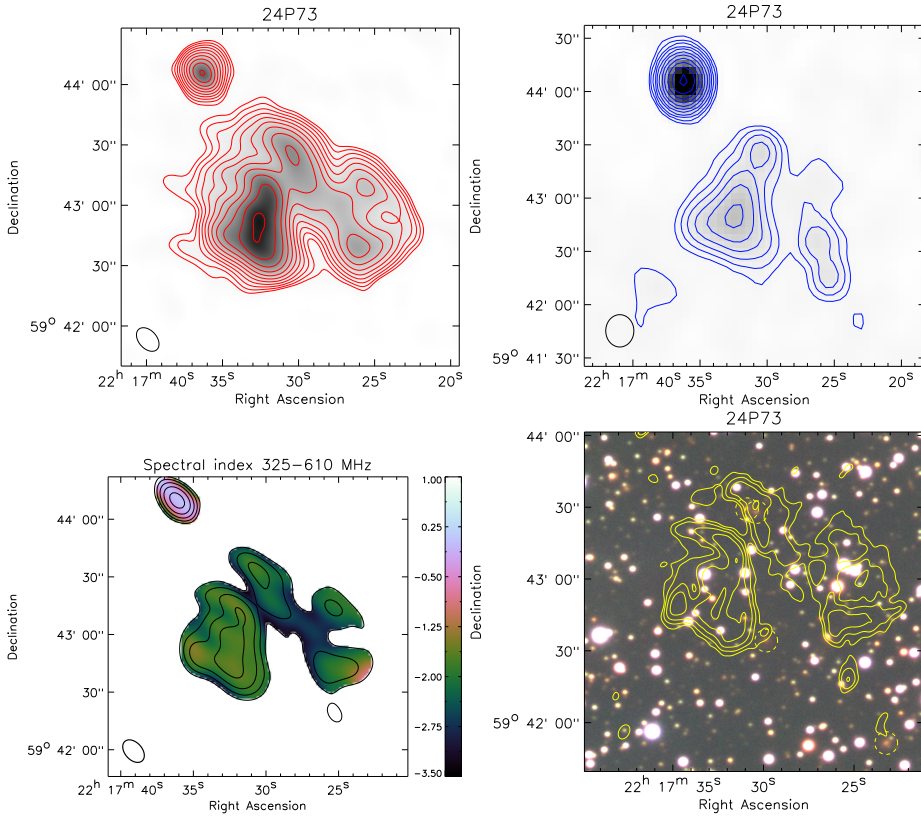 24P73
44' 00"
30"
43' 00"
30"
59° 42' 00"
Declination
22h 17m 40s 35s 30s 25s 20s
Right Ascension
24P73
30"
44' 00"
30"
43' 00"
30"
42' 00"
59° 41' 30"
Declination
22h 17m 40s 35s 30s 25s 20s
Right Ascension
Spectral index 325-610 MHz
44' 00"
30"
43' 00"
30"
59° 42' 00"
Declination
22h 17m 40s 35s 30s 25s
Right Ascension
1.00
0.25
-0.50
-1.25
-2.00
-2.75
-3.50
24P73
44' 00"
30"
43' 00"
30"
59° 42' 00"
Declination
22h 17m 35s 30s 25s
Right Ascension